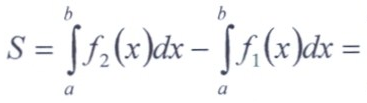 S = ∫_a^b f₂(x)dx − ∫_a^b f₁(x)dx =